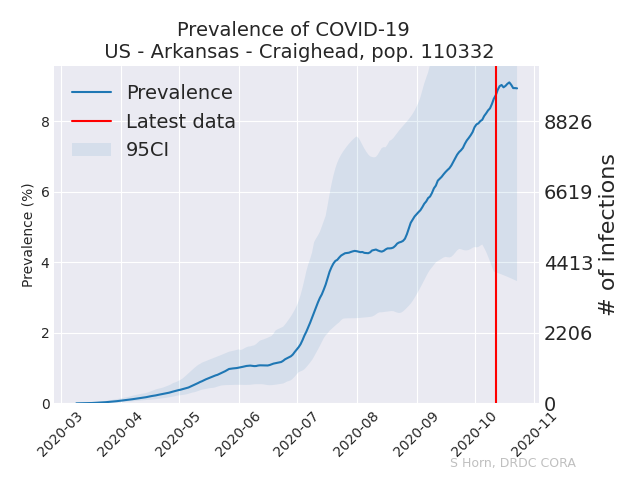 Prevalence of COVID-19
US - Arkansas - Craighead, pop. 110332
Prevalence
Latest data
95CI
Prevalence (%)
8
6
4
2
0
8826
6619
4413
2206
0
# of infections
2020-03
2020-04
2020-05
2020-06
2020-07
2020-08
2020-09
2020-10
2020-11
S Horn, DRDC CORA